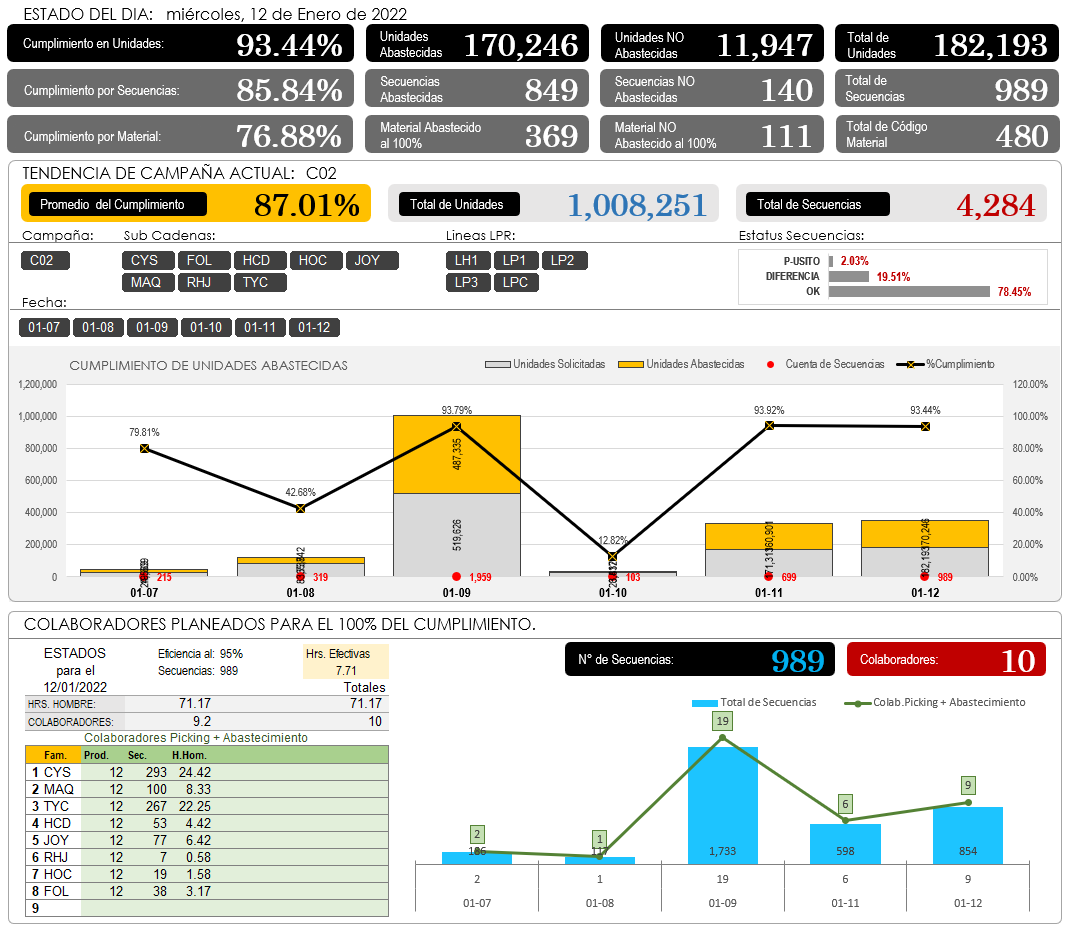 ESTADO DEL DIA: miércoles, 12 de Enero de 2022
Cumplimiento en Unidades: 93.44%
Unidades Abastecidas 170,246
Unidades NO Abastecidas 11,947
Total de Unidades 182,193
Cumplimiento por Secuencias: 85.84%
Secuencias Abastecidas 849
Secuencias NO Abastecidas 140
Total de Secuencias 989
Cumplimiento por Material: 76.88%
Material Abastecido al 100% 369
Material NO Abastecido al 100% 111
Total de Código Material 480
TENDENCIA DE CAMPAÑA ACTUAL: C02
Promedio del Cumplimiento 87.01%
Total de Unidades 1,008,251
Total de Secuencias 4,284
Campaña: Sub Cadenas: Lineas LPR: Estatus Secuencias:
C02 CYS FOL HCD HOC JOY LH1 LP1 LP2
MAQ RHJ TYC LP3 LPC
P-USITO 2.03%
DIFERENCIA 19.51%
OK 78.45%
Fecha:
01-07 01-08 01-09 01-10 01-11 01-12
CUMPLIMIENTO DE UNIDADES ABASTECIDAS
Unidades Solicitadas Unidades Abastecidas Cuenta de Secuencias %Cumplimiento
1,200,000 120.00%
1,000,000 100.00%
800,000 80.00%
600,000 60.00%
400,000 40.00%
200,000 20.00%
0 0.00%
79.81% 42.68% 93.79% 12.82% 93.92% 93.44%
487,335
519,626
215 319 1,959 103 699 989
01-07 01-08 01-09 01-10 01-11 01-12
COLABORADORES PLANEADOS PARA EL 100% DEL CUMPLIMIENTO.
ESTADOS Eficiencia al: 95% Hrs. Efectivas
para el Secuencias: 989 7.71
12/01/2022 Totales
HRS. HOMBRE: 71.17 71.17
COLABORADORES: 9.2 10
Colaboradores Picking + Abastecimiento
Fam. Prod. Sec. H.Hom.
1 CYS 12 293 24.42
2 MAQ 12 100 8.33
3 TYC 12 267 22.25
4 HCD 12 53 4.42
5 JOY 12 77 6.42
6 RHJ 12 7 0.58
7 HOC 12 19 1.58
8 FOL 12 38 3.17
9
N° de Secuencias: 989
Colaboradores: 10
Total de Secuencias Colab.Picking + Abastecimiento
2 1 19 6 9
1,733 598 854
2 1 19 6 9
01-07 01-08 01-09 01-11 01-12